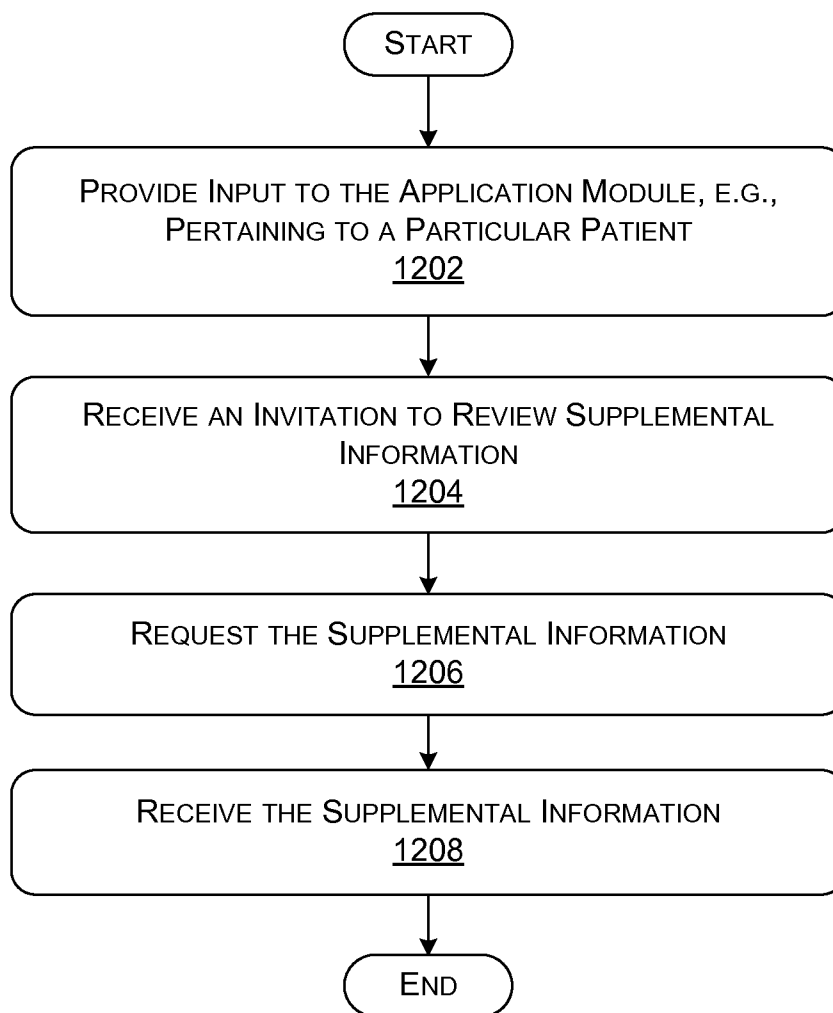 START
PROVIDE INPUT TO THE APPLICATION MODULE, E.G.,
PERTAINING TO A PARTICULAR PATIENT
1202
RECEIVE AN INVITATION TO REVIEW SUPPLEMENTAL
INFORMATION
1204
REQUEST THE SUPPLEMENTAL INFORMATION
1206
RECEIVE THE SUPPLEMENTAL INFORMATION
1208
END